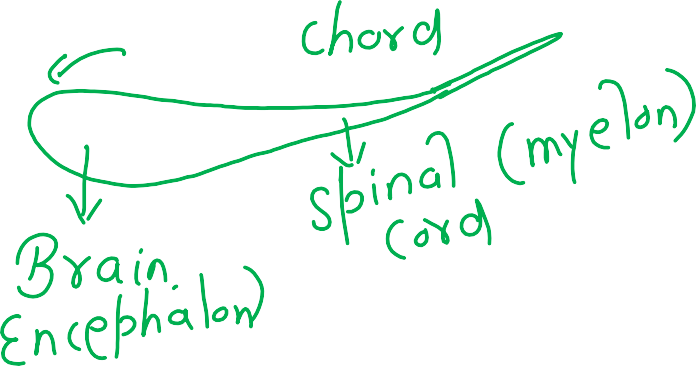 Chord
Spinal (myelon)
Cord
Brain.
Encephalon)